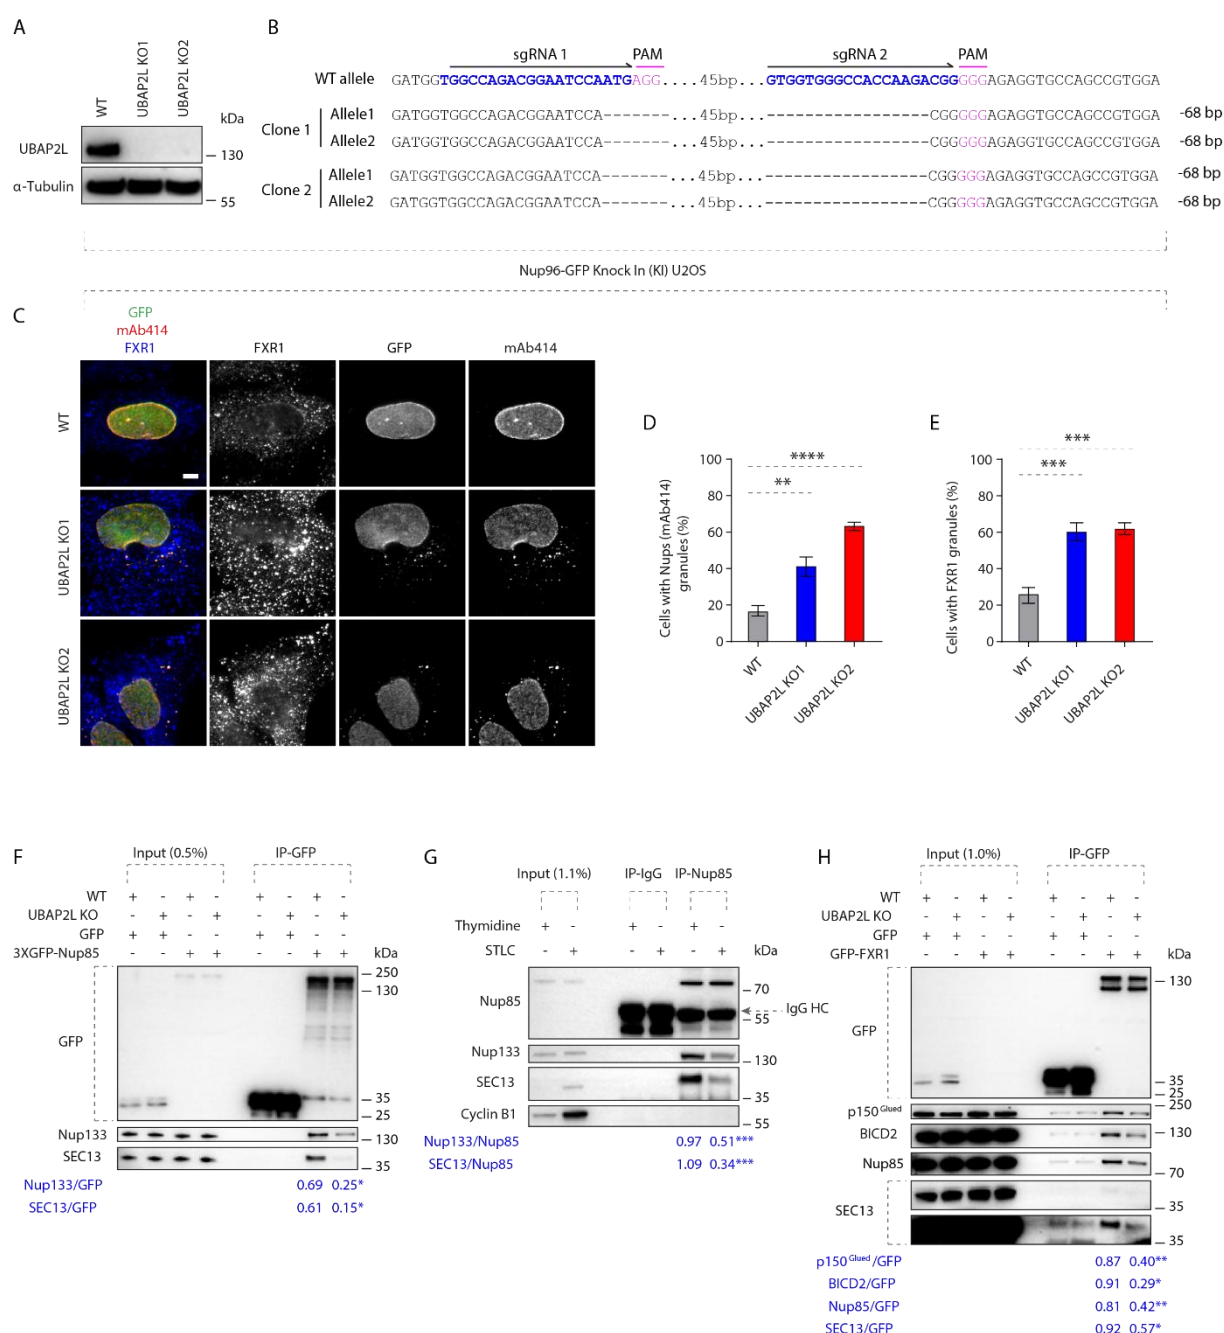 A
WT
UBAP2L KO1
UBAP2L KO2
kDa
UBAP2L
130
α-Tubulin
55
B
sgRNA 1 PAM sgRNA 2 PAM
WT allele GATGGTGGCCAGACGGAATCCAATGAGG....45bp...GTGGTGGGCCACCAAGACGGGGGAGAGGTGCCAGCCGTGGA
Clone 1
Allele1 GATGGTGGCCAGACGGAATCCA------- ...45bp... ---------------CGGGGGAGAGGTGCCAGCCGTGGA -68 bp
Allele2 GATGGTGGCCAGACGGAATCCA------- ...45bp... ---------------CGGGGGAGAGGTGCCAGCCGTGGA -68 bp
Clone 2
Allele1 GATGGTGGCCAGACGGAATCCA------- ...45bp... ---------------CGGGGGAGAGGTGCCAGCCGTGGA -68 bp
Allele2 GATGGTGGCCAGACGGAATCCA------- ...45bp... ---------------CGGGGGAGAGGTGCCAGCCGTGGA -68 bp
Nup96-GFP Knock In (KI) U2OS
C
GFP
mAb414
FXR1 FXR1 GFP mAb414
WT
UBAP2L KO1
UBAP2L KO2
D
Cells with Nups (mAb414)
granules (%)
100
80
60
40
20
0
****
**
WT
UBAP2L KO1
UBAP2L KO2
E
Cells with FXR1 granules (%)
100
80
60
40
20
0
***
***
WT
UBAP2L KO1
UBAP2L KO2
F
Input (0.5%) IP-GFP
WT + - + - + - + -
UBAP2L KO - + - + - + - +
GFP + + - - + + - -
3XGFP-Nup85 - - + + - - + + kDa
GFP
250
130
35
25
Nup133 130
SEC13 35
Nup133/GFP 0.69 0.25*
SEC13/GFP 0.61 0.15*
G
Input (1.1%) IP-IgG IP-Nup85
Thymidine + - + - + -
STLC - + - + - + kDa
Nup85
70
IgG HC
55
Nup133 130
SEC13 35
Cyclin B1 55
Nup133/Nup85 0.97 0.51***
SEC13/Nup85 1.09 0.34***
H
Input (1.0%) IP-GFP
WT + - + - + - + -
UBAP2L KO - + - + - + - +
GFP + + - - + + - -
GFP-FXR1 - - + + - - + + kDa
GFP
130
35
25
p150Glued 250
BICD2 130
Nup85 70
SEC13
35
35
p150Glued/GFP 0.87 0.40**
BICD2/GFP 0.91 0.29*
Nup85/GFP 0.81 0.42**
SEC13/GFP 0.92 0.57*